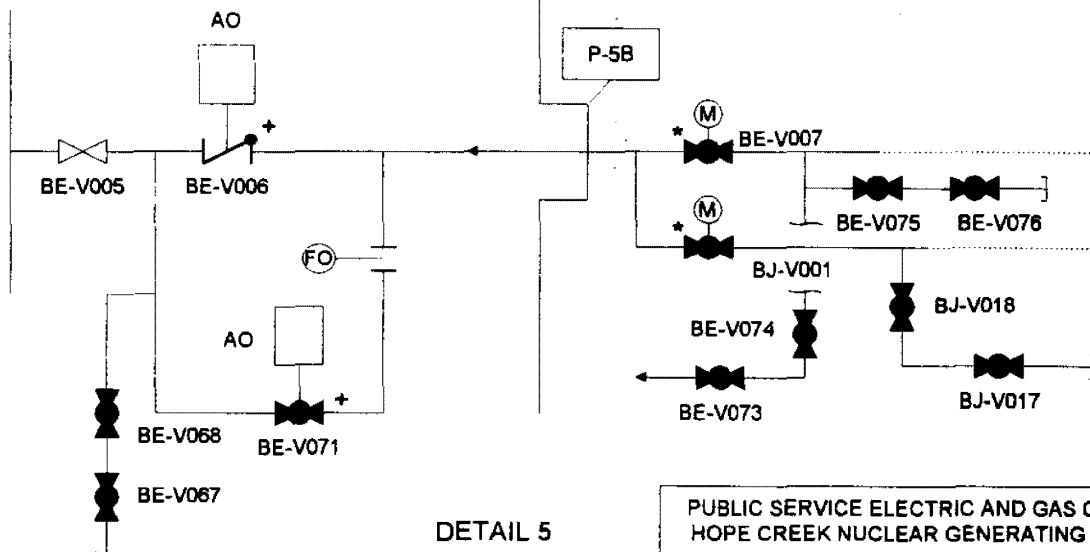 AO
P-5B
M
*
BE-V007
+
BE-V005
BE-V006
BE-V075
BE-V076
M
*
FO
BJ-V001
BJ-V018
AO
BE-V074
BE-V073
BJ-V017
+
BE-V068
BE-V071
BE-V067
DETAIL 5
PUBLIC SERVICE ELECTRIC AND GAS C
HOPE CREEK NUCLEAR GENERATING